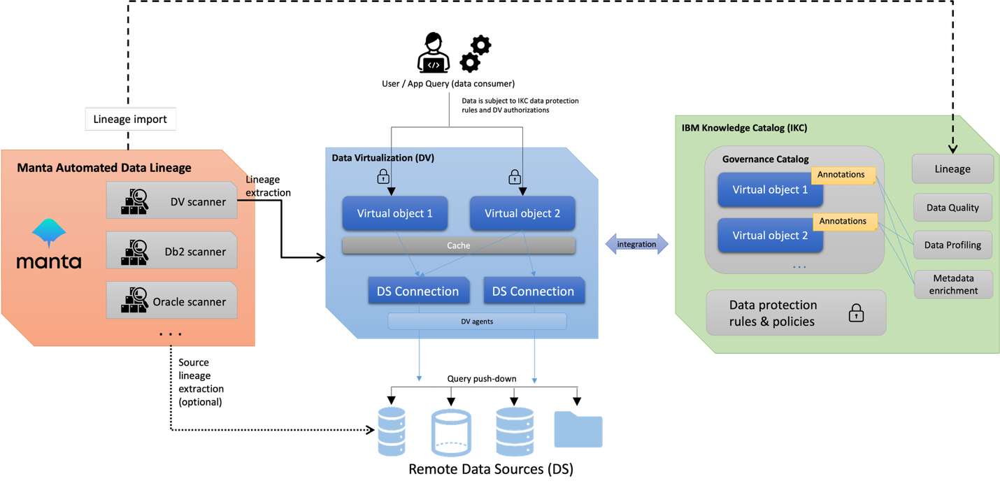 User / App Query (data consumer)
Data is subject to IKC data protection
rules and DV authorizations
Lineage import
Manta Automated Data Lineage
manta
DV scanner
Db2 scanner
Oracle scanner
. . .
Lineage
extraction
Source
lineage
extraction
(optional)
Data Virtualization (DV)
Virtual object 1
Virtual object 2
Cache
DS Connection
DS Connection
DV agents
Query push-down
Remote Data Sources (DS)
integration
IBM Knowledge Catalog (IKC)
Governance Catalog
Annotations
Virtual object 1
Annotations
Virtual object 2
...
Data protection
rules & policies
Lineage
Data Quality
Data Profiling
Metadata
enrichment